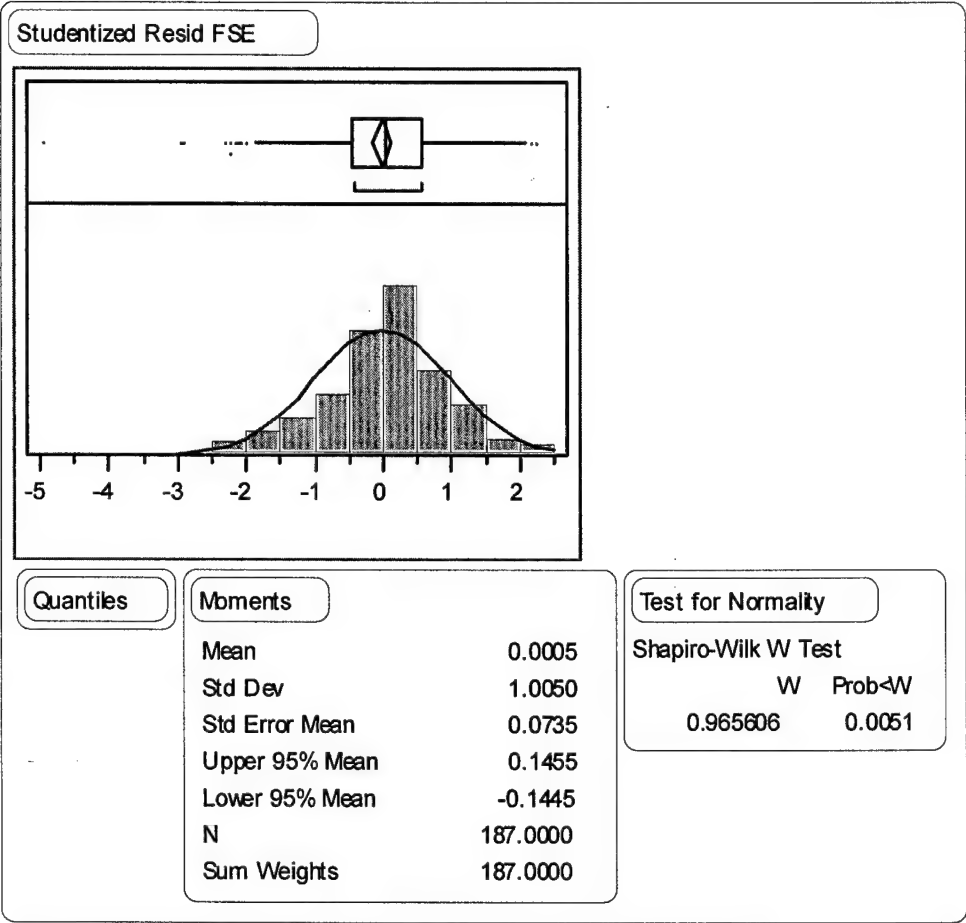 Studentized Resid FSE
-5 -4 -3 -2 -1 0 1 2
Quantiles
Moments
Mean 0.0005
Std Dev 1.0050
Std Error Mean 0.0735
Upper 95% Mean 0.1455
Lower 95% Mean -0.1445
N 187.0000
Sum Weights 187.0000
Test for Normality
Shapiro-Wilk W Test
W Prob<W
0.965606 0.0051